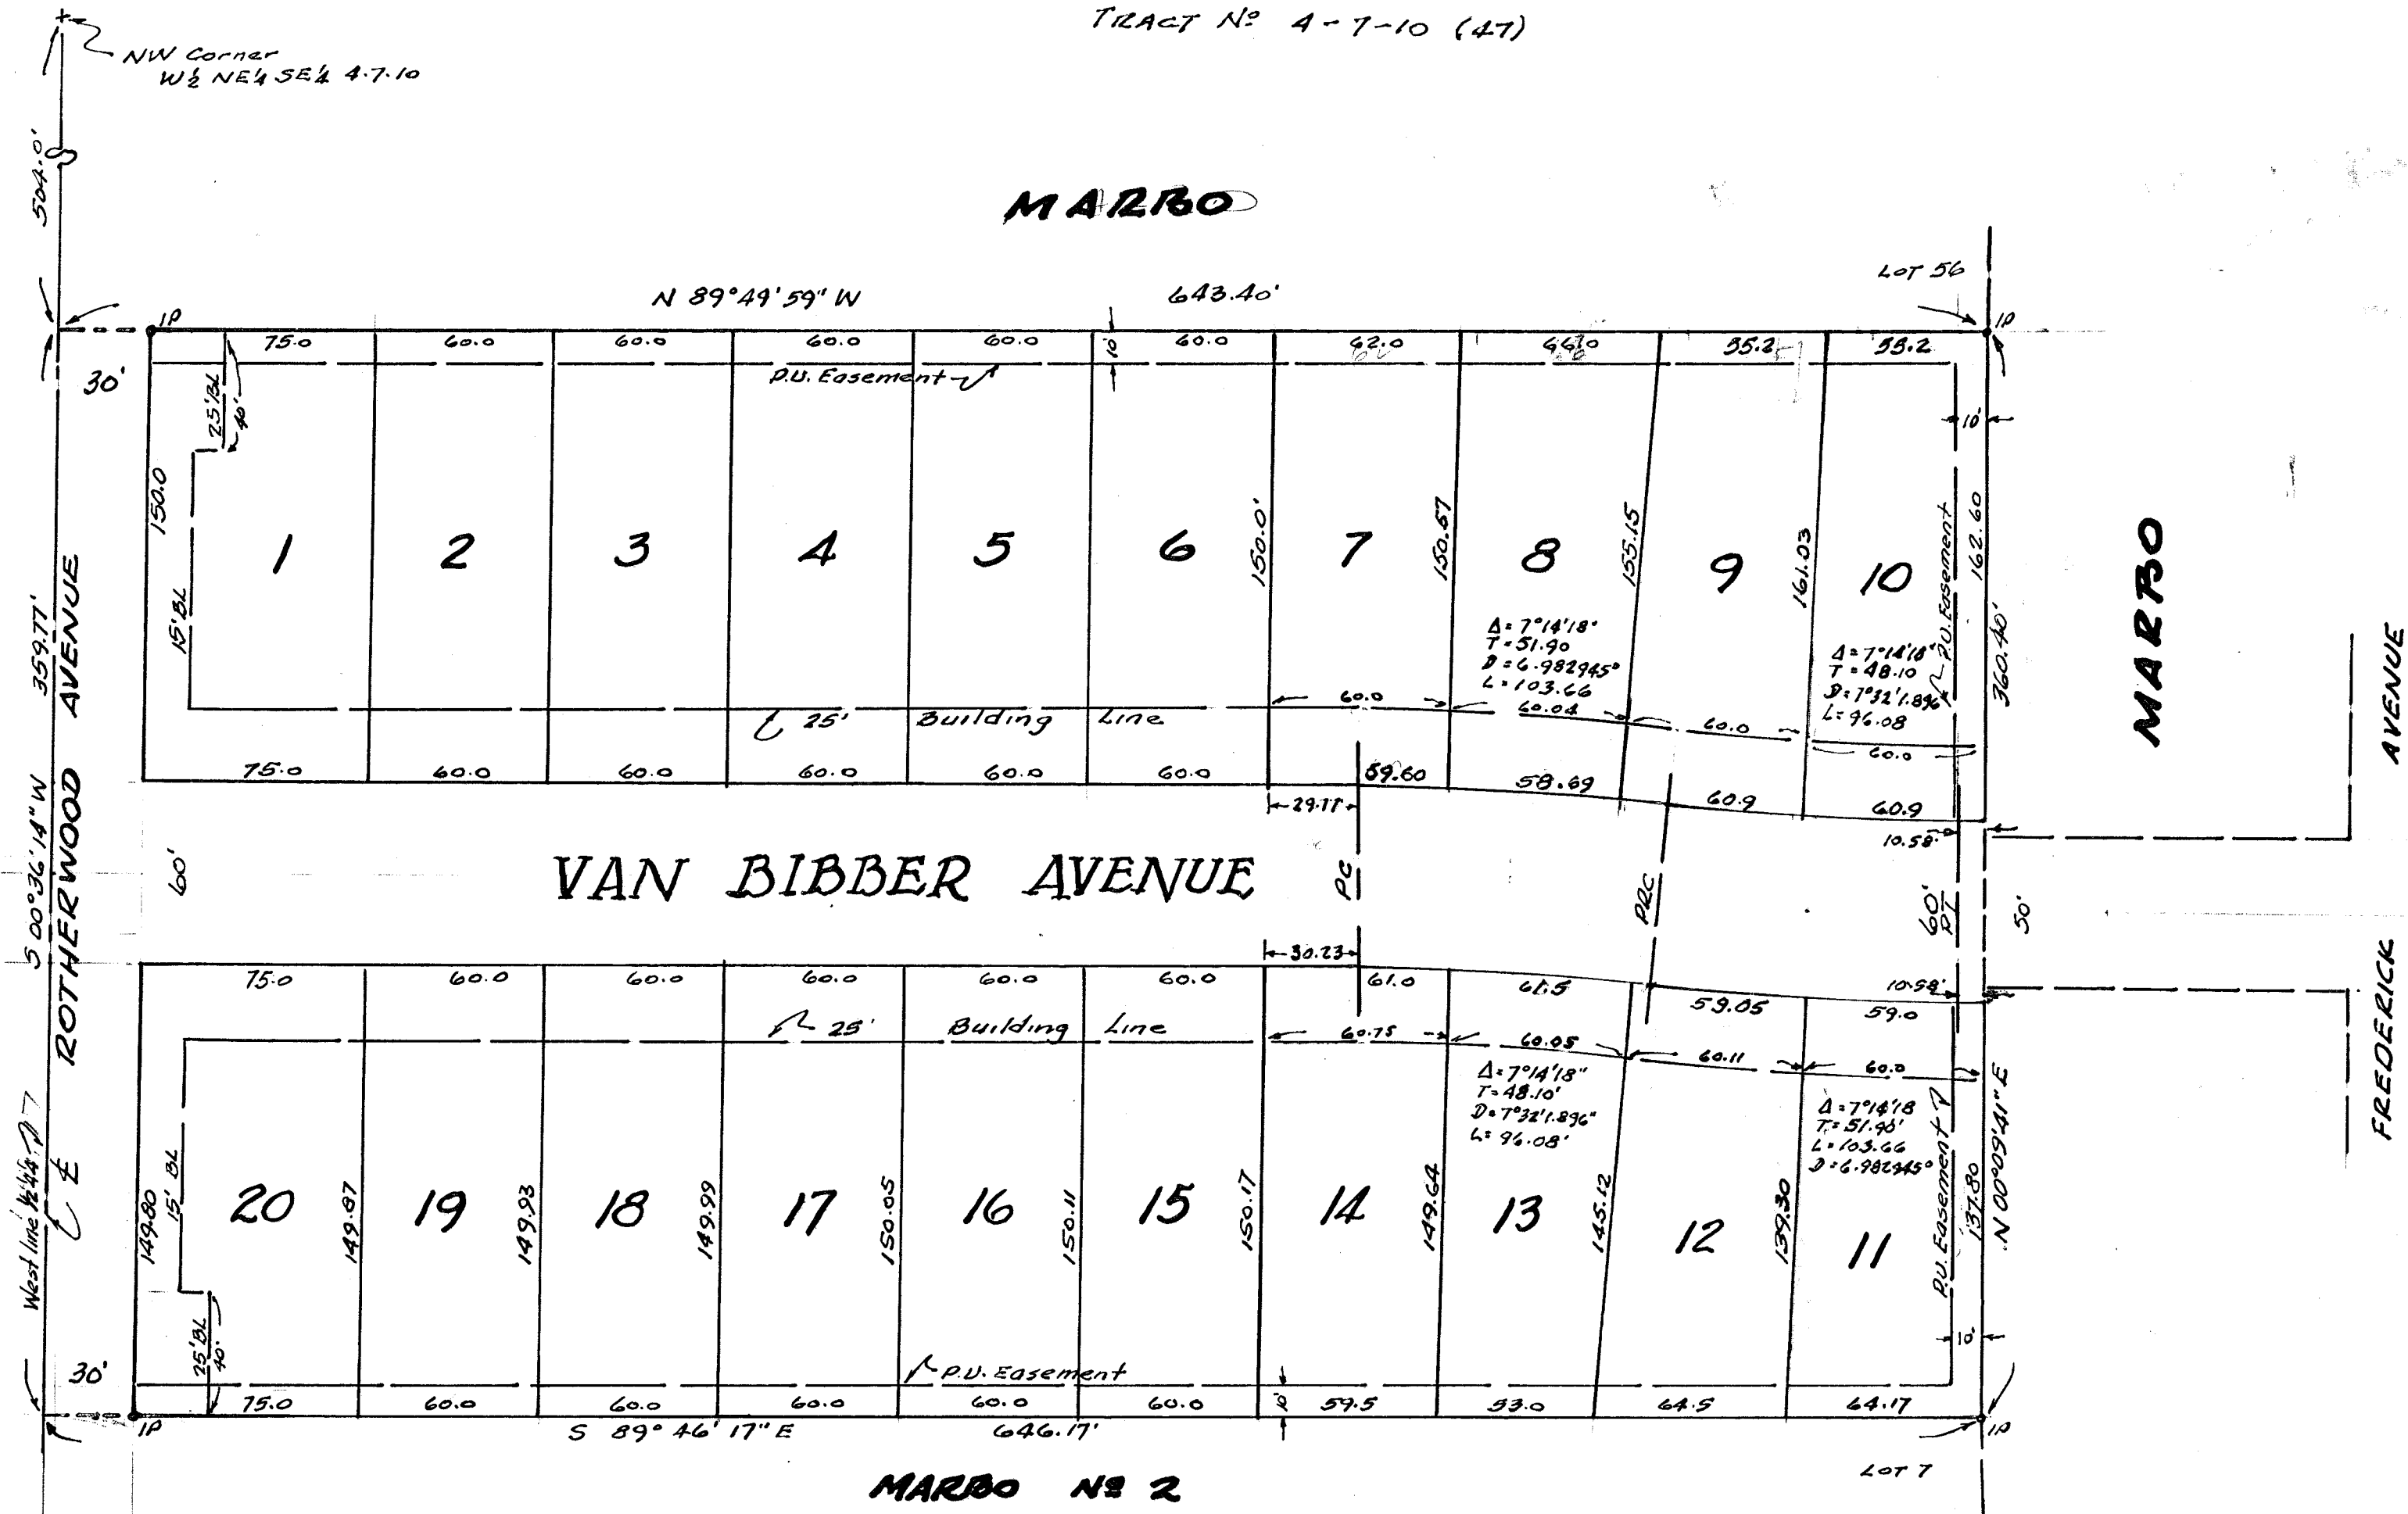 TRACT Nº 4-7-10 (47)
NW Corner
W½ NE¼ SE¼ 4.7.10
504.0'
MARBO
LOT 56
N 89°49'59" W 643.40'
IP
IP
30'
75.0 60.0 60.0 60.0 60.0 60.0 62.0 66.0 55.2 55.2
10'
P.U. Easement
25' BL
40'
10'
150.0
15' BL
1 2 3 4 5 6 7 8 9 10
150.0' 150.57 155.15 161.03 162.60
P.U. Easement
360.40'
Δ= 7°14'18"
T= 51.90
D= 6.982945°
L= 103.66
Δ= 7°14'18"
T= 48.10
D= 7°32'1.896"
L= 96.08
25' Building Line
60.0 60.04 60.0 60.0
75.0 60.0 60.0 60.0 60.0 60.0 59.60 58.69 60.9 60.9
29.77
10.58'
MARBO
AVENUE
FREDERICK
S 00°36'14" W 359.77'
℄ ROTHERWOOD AVENUE
60'
VAN BIBBER AVENUE
PC
PRC
60'
PT
50'
30.23
10.58'
75.0 60.0 60.0 60.0 60.0 60.0 61.0 61.5 59.05 59.0
25' Building Line
60.75 60.05 60.11 60.0
Δ= 7°14'18"
T= 48.10'
D= 7°32'1.896"
L= 96.08'
Δ= 7°14'18
T= 51.90'
L= 103.66
D= 6.982945°
149.80
15' BL
20 19 18 17 16 15 14 13 12 11
149.87 149.93 149.99 150.05 150.11 150.17 149.64 145.12 139.30 137.80
P.U. Easement
N 00°09'41" E
West line
25' BL
40'
10'
30'
P.U. Easement
75.0 60.0 60.0 60.0 60.0 60.0 10' 59.5 53.0 64.5 64.17
IP
IP
S 89°46'17" E 646.17'
LOT 7
MARBO Nº 2